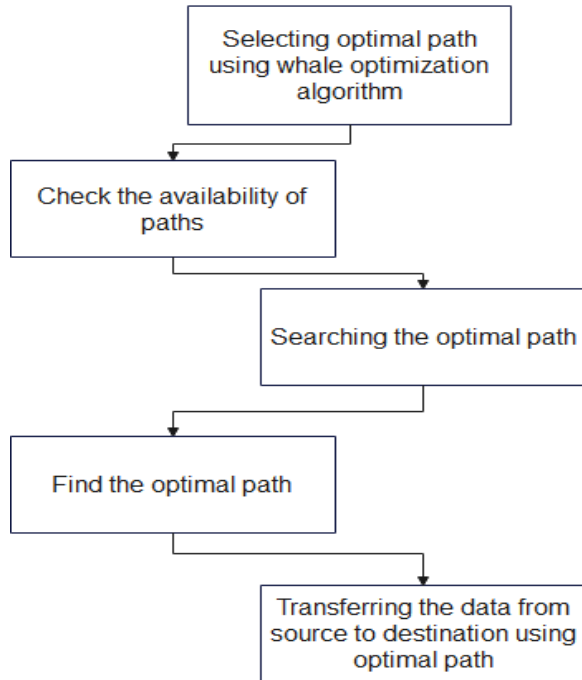 Selecting optimal path
using whale optimization
algorithm
Check the availability of
paths
Searching the optimal path
Find the optimal path
Transferring the data from
source to destination using
optimal path